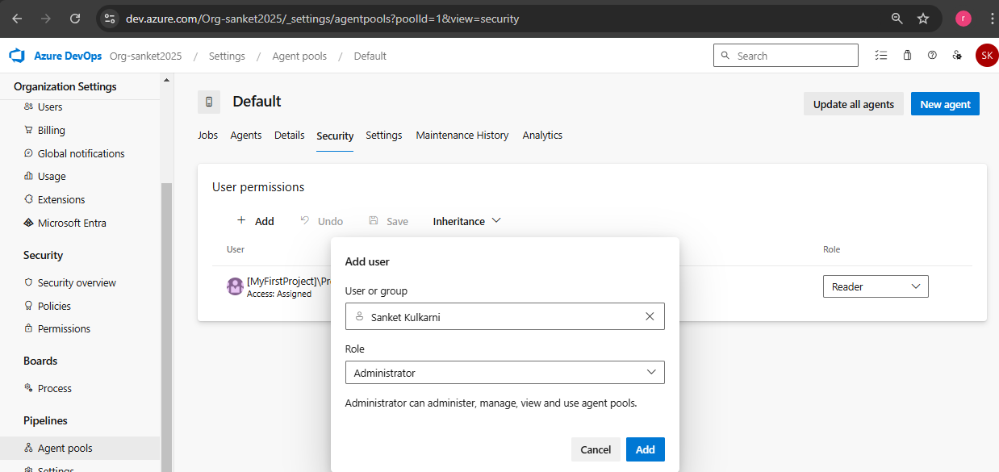 dev.azure.com/Org-sanket2025/_settings/agentpools?poolId=1&view=security
r
Azure DevOps Org-sanket2025 / Settings / Agent pools / Default
Search
SK
Organization Settings
Users
Billing
Global notifications
Usage
Extensions
Microsoft Entra
Security
Security overview
Policies
Permissions
Boards
Process
Pipelines
Agent pools
Settings
Default
Update all agents
New agent
Jobs Agents Details Security Settings Maintenance History Analytics
User permissions
+ Add Undo Save Inheritance
User Role
[MyFirstProject]\Pr
Access: Assigned
Reader
Add user
User or group
Sanket Kulkarni
Role
Administrator
Administrator can administer, manage, view and use agent pools.
Cancel Add